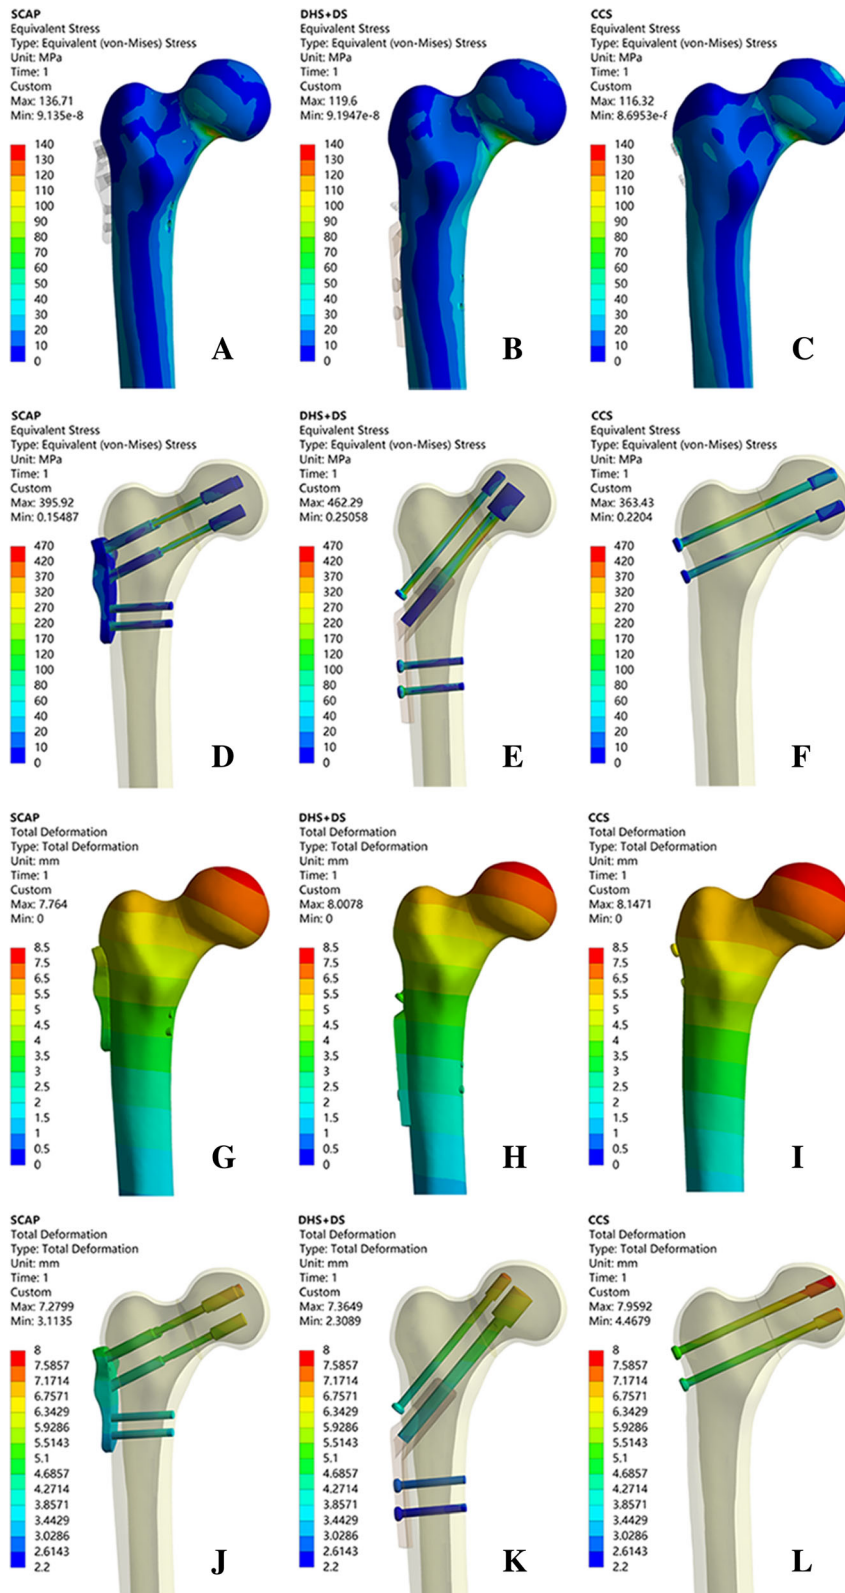 SCAP
Equivalent Stress
Type: Equivalent (von-Mises) Stress
Unit: MPa
Time: 1
Custom
Max: 136.71
Min: 9.135e-8
140
130
120
110
100
90
80
70
60
50
40
30
20
10
0
A
DHS+DS
Equivalent Stress
Type: Equivalent (von-Mises) Stress
Unit: MPa
Time: 1
Custom
Max: 119.6
Min: 9.1947e-8
140
130
120
110
100
90
80
70
60
50
40
30
20
10
0
B
CCS
Equivalent Stress
Type: Equivalent (von-Mises) Stress
Unit: MPa
Time: 1
Custom
Max: 116.32
Min: 8.6953e-
140
130
120
110
100
90
80
70
60
50
40
30
20
10
0
C
SCAP
Equivalent Stress
Type: Equivalent (von-Mises) Stress
Unit: MPa
Time: 1
Custom
Max: 395.92
Min: 0.15487
470
420
370
320
270
220
170
120
100
80
60
40
20
10
0
D
DHS+DS
Equivalent Stress
Type: Equivalent (von-Mises) Stress
Unit: MPa
Time: 1
Custom
Max: 462.29
Min: 0.25058
470
420
370
320
270
220
170
120
100
80
60
40
20
10
0
E
CCS
Equivalent Stress
Type: Equivalent (von-Mises) Stress
Unit: MPa
Time: 1
Custom
Max: 363.43
Min: 0.2204
470
420
370
320
270
220
170
120
100
80
60
40
20
10
0
F
SCAP
Total Deformation
Type: Total Deformation
Unit: mm
Time: 1
Custom
Max: 7.764
Min: 0
8.5
7.5
6.5
5.5
5
4.5
4
3.5
3
2.5
2
1.5
1
0.5
0
G
DHS+DS
Total Deformation
Type: Total Deformation
Unit: mm
Time: 1
Custom
Max: 8.0078
Min: 0
8.5
7.5
6.5
5.5
5
4.5
4
3.5
3
2.5
2
1.5
1
0.5
0
H
CCS
Total Deformation
Type: Total Deformation
Unit: mm
Time: 1
Custom
Max: 8.1471
Min: 0
8.5
7.5
6.5
5.5
5
4.5
4
3.5
3
2.5
2
1.5
1
0.5
0
I
SCAP
Total Deformation
Type: Total Deformation
Unit: mm
Time: 1
Custom
Max: 7.2799
Min: 3.1135
8
7.5857
7.1714
6.7571
6.3429
5.9286
5.5143
5.1
4.6857
4.2714
3.8571
3.4429
3.0286
2.6143
2.2
J
DHS+DS
Total Deformation
Type: Total Deformation
Unit: mm
Time: 1
Custom
Max: 7.3649
Min: 2.3089
8
7.5857
7.1714
6.7571
6.3429
5.9286
5.5143
5.1
4.6857
4.2714
3.8571
3.4429
3.0286
2.6143
2.2
K
CCS
Total Deformation
Type: Total Deformation
Unit: mm
Time: 1
Custom
Max: 7.9592
Min: 4.4679
8
7.5857
7.1714
6.7571
6.3429
5.9286
5.5143
5.1
4.6857
4.2714
3.8571
3.4429
3.0286
2.6143
2.2
L